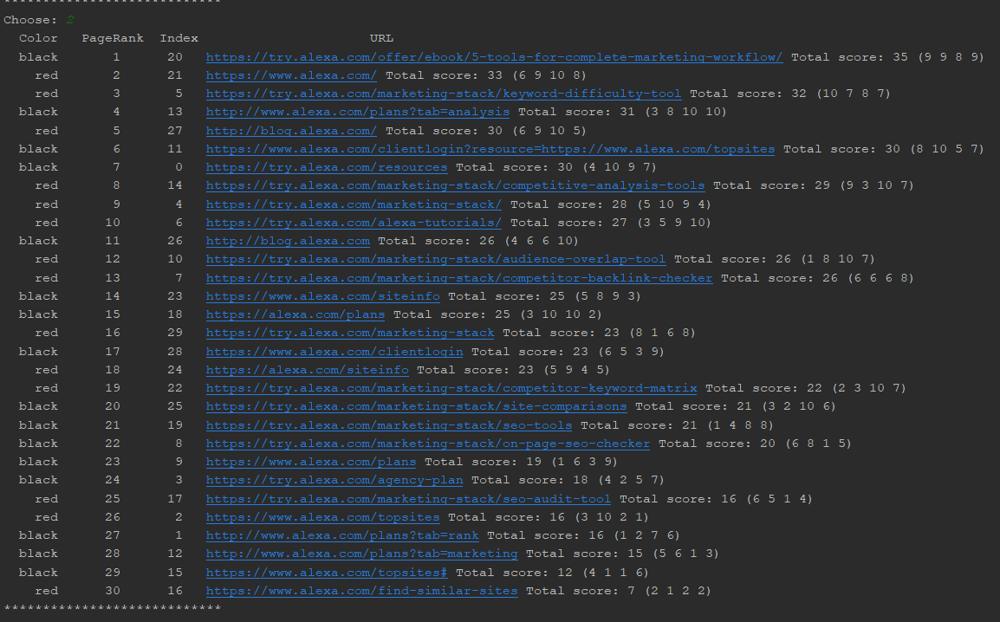 ****************************
Choose: 2
Color PageRank Index URL
black 1 20 https://try.alexa.com/offer/ebook/5-tools-for-complete-marketing-workflow/ Total score: 35 (9 9 8 9)
red 2 21 https://www.alexa.com/ Total score: 33 (6 9 10 8)
red 3 5 https://try.alexa.com/marketing-stack/keyword-difficulty-tool Total score: 32 (10 7 8 7)
black 4 13 http://www.alexa.com/plans?tab=analysis Total score: 31 (3 8 10 10)
red 5 27 http://blog.alexa.com/ Total score: 30 (6 9 10 5)
black 6 11 https://www.alexa.com/clientlogin?resource=https://www.alexa.com/topsites Total score: 30 (8 10 5 7)
black 7 0 https://try.alexa.com/resources Total score: 30 (4 10 9 7)
red 8 14 https://try.alexa.com/marketing-stack/competitive-analysis-tools Total score: 29 (9 3 10 7)
red 9 4 https://try.alexa.com/marketing-stack/ Total score: 28 (5 10 9 4)
red 10 6 https://try.alexa.com/alexa-tutorials/ Total score: 27 (3 5 9 10)
black 11 26 http://blog.alexa.com Total score: 26 (4 6 6 10)
red 12 10 https://try.alexa.com/marketing-stack/audience-overlap-tool Total score: 26 (1 8 10 7)
red 13 7 https://try.alexa.com/marketing-stack/competitor-backlink-checker Total score: 26 (6 6 6 8)
black 14 23 https://www.alexa.com/siteinfo Total score: 25 (5 8 9 3)
black 15 18 https://alexa.com/plans Total score: 25 (3 10 10 2)
red 16 29 https://try.alexa.com/marketing-stack Total score: 23 (8 1 6 8)
black 17 28 https://www.alexa.com/clientlogin Total score: 23 (6 5 3 9)
red 18 24 https://alexa.com/siteinfo Total score: 23 (5 9 4 5)
red 19 22 https://try.alexa.com/marketing-stack/competitor-keyword-matrix Total score: 22 (2 3 10 7)
black 20 25 https://try.alexa.com/marketing-stack/site-comparisons Total score: 21 (3 2 10 6)
black 21 19 https://try.alexa.com/marketing-stack/seo-tools Total score: 21 (1 4 8 8)
black 22 8 https://try.alexa.com/marketing-stack/on-page-seo-checker Total score: 20 (6 8 1 5)
black 23 9 https://www.alexa.com/plans Total score: 19 (1 6 3 9)
black 24 3 https://try.alexa.com/agency-plan Total score: 18 (4 2 5 7)
red 25 17 https://try.alexa.com/marketing-stack/seo-audit-tool Total score: 16 (6 5 1 4)
red 26 2 https://www.alexa.com/topsites Total score: 16 (3 10 2 1)
black 27 1 http://www.alexa.com/plans?tab=rank Total score: 16 (1 2 7 6)
black 28 12 http://www.alexa.com/plans?tab=marketing Total score: 15 (5 6 1 3)
black 29 15 https://www.alexa.com/topsites# Total score: 12 (4 1 1 6)
red 30 16 https://www.alexa.com/find-similar-sites Total score: 7 (2 1 2 2)
****************************